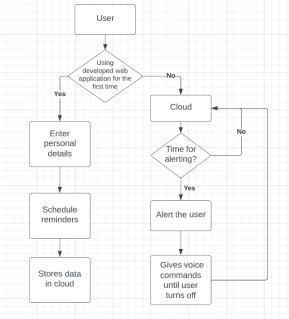 User
Using
developed web
application for the
first time
Yes
No
Enter
personal
details
Cloud
No
Time for
alerting?
Yes
Schedule
reminders
Alert the user
Stores data
in cloud
Gives voice
commands
until user
turns off